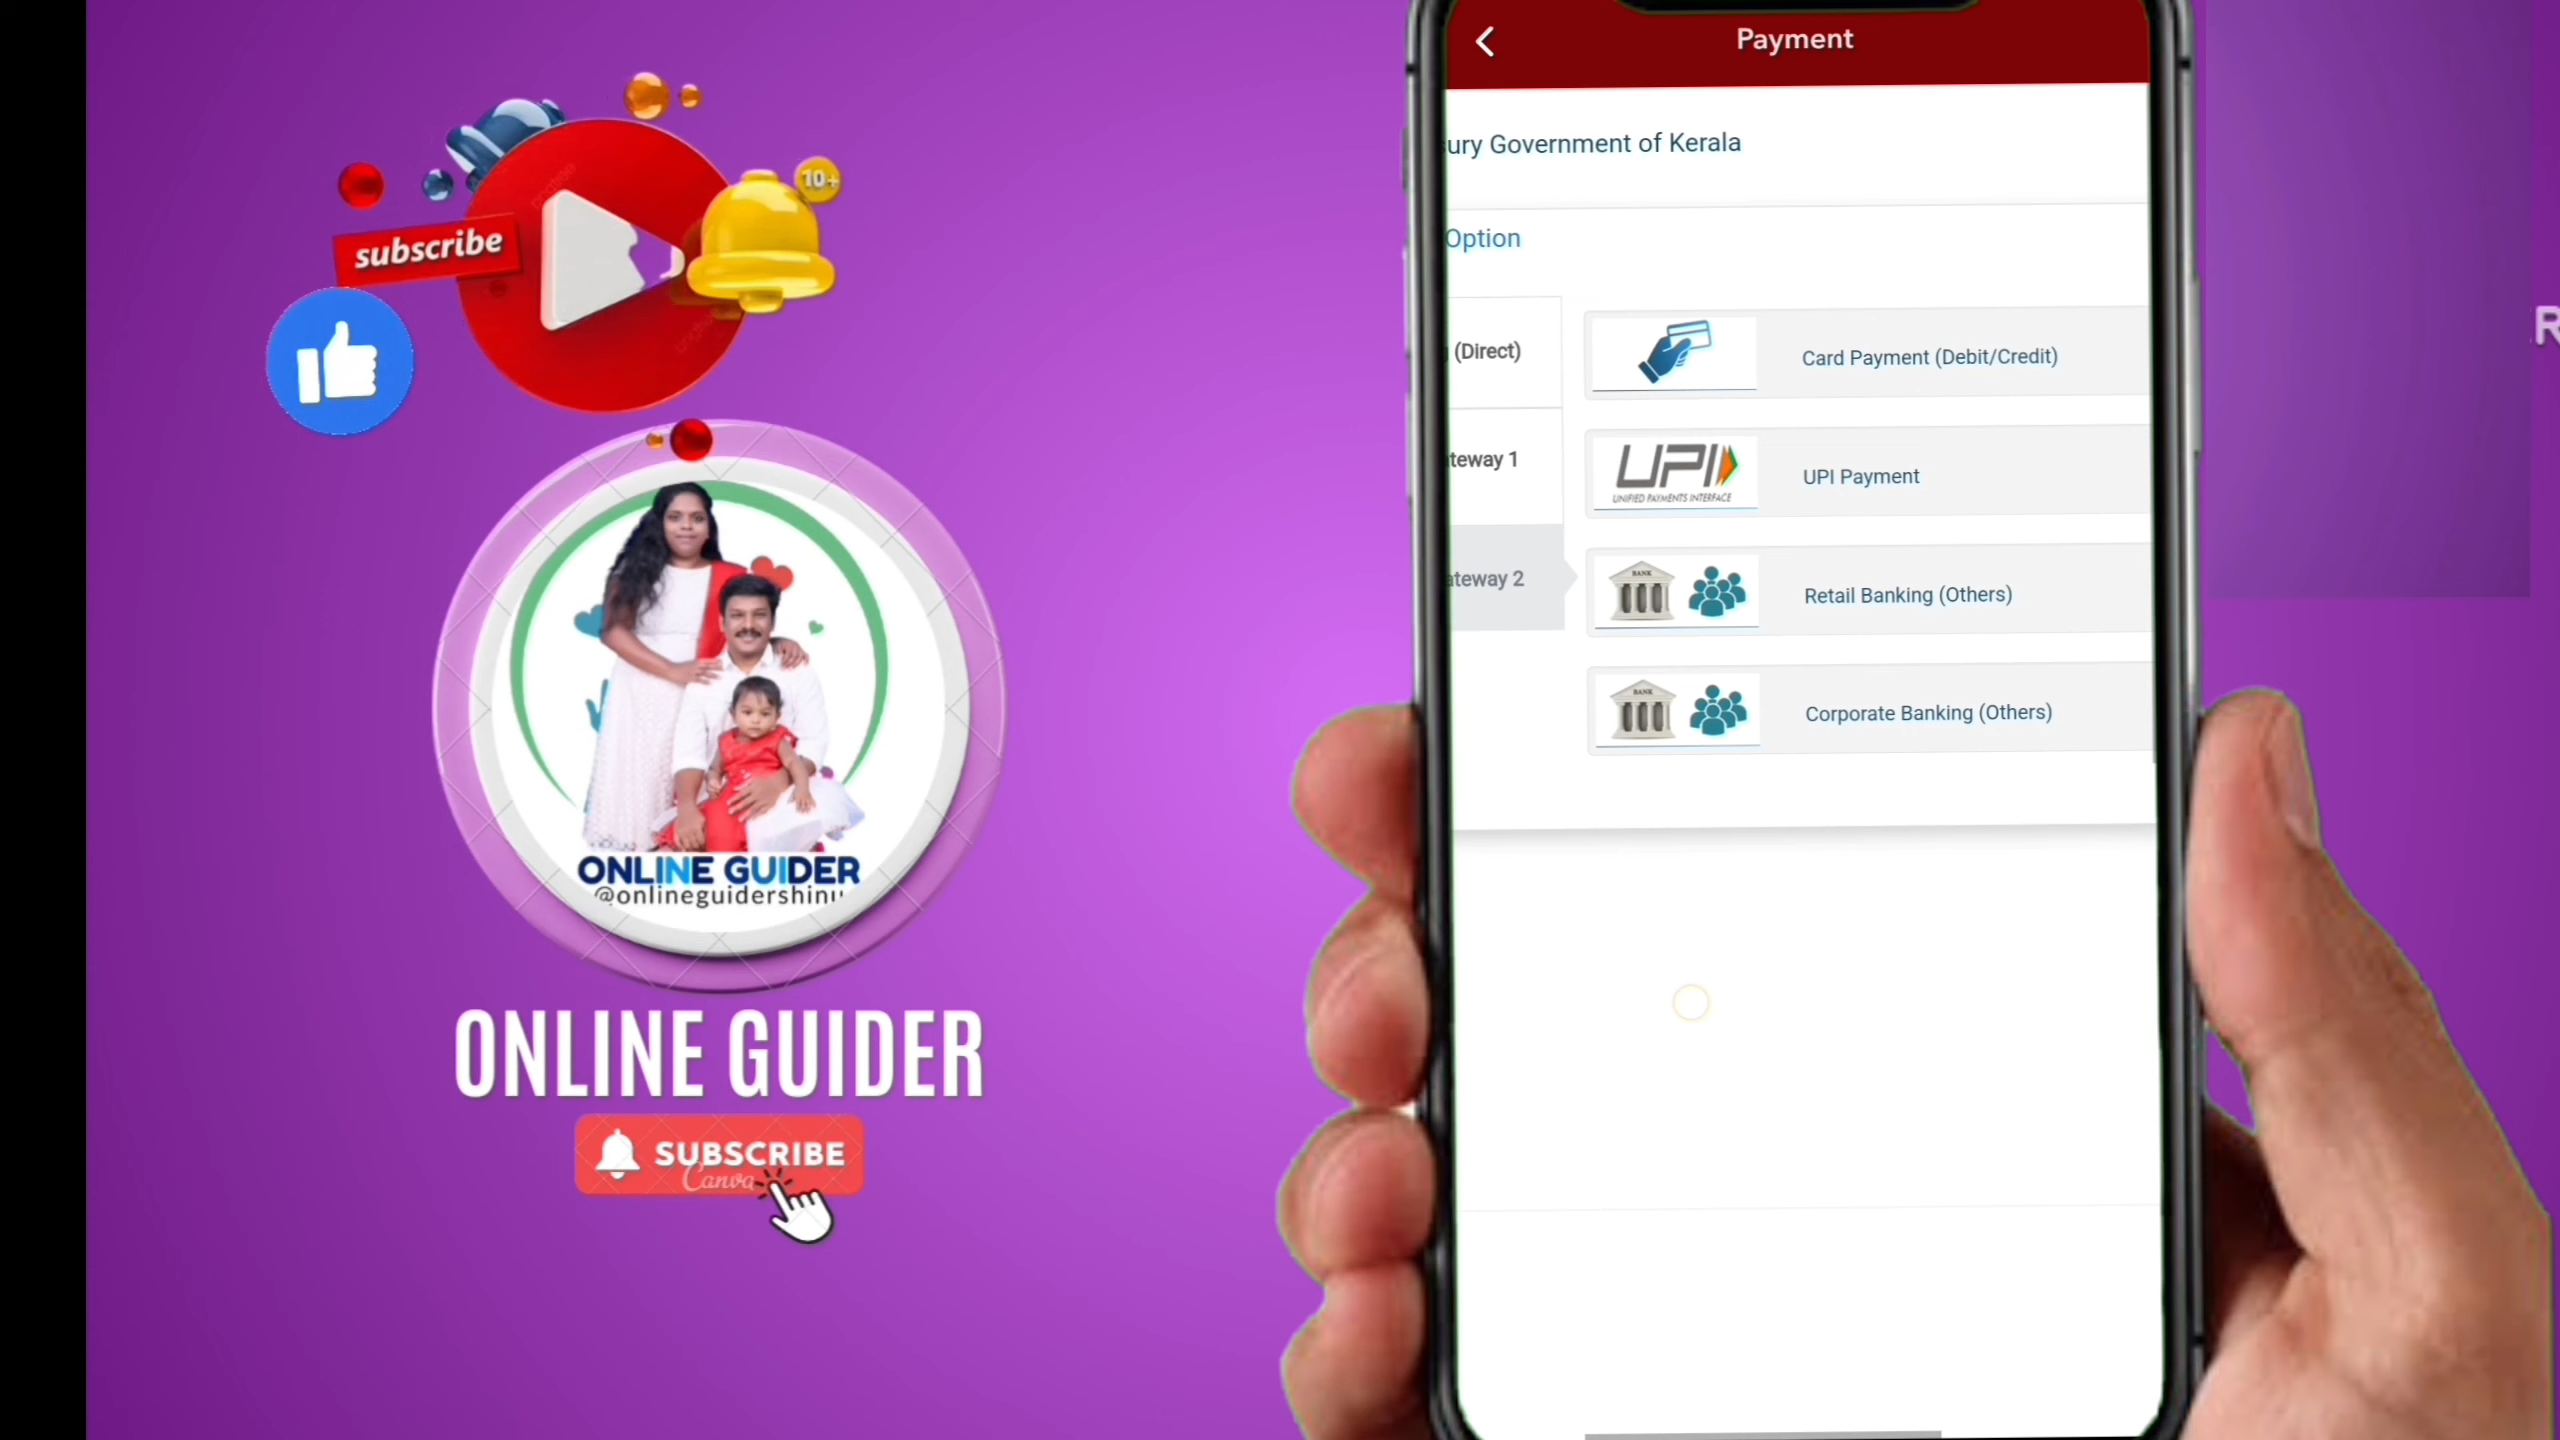 10+
subscribe
ONLINE GUIDER
@onlineguidershinu
ONLINE GUIDER
SUBSCRIBE
Canva
Payment
ury Government of Kerala
Option
(Direct)
Card Payment (Debit/Credit)
teway 1
UPI
UNIFIED PAYMENTS INTERFACE
UPI Payment
ateway 2
BANK
Retail Banking (Others)
BANK
Corporate Banking (Others)
R